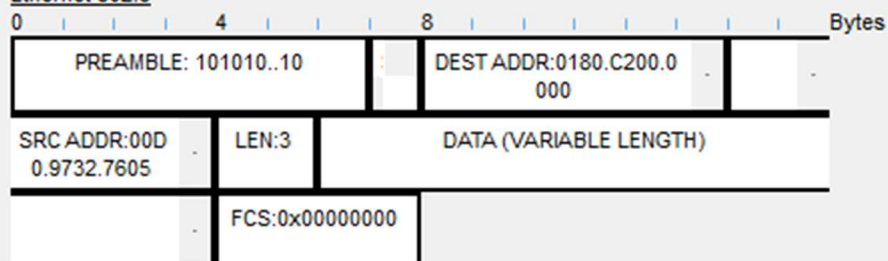 0 4 8 Bytes
PREAMBLE: 101010..10
DEST ADDR:0180.C200.0
000
SRC ADDR:00D
0.9732.7605
LEN:3
DATA (VARIABLE LENGTH)
FCS:0x00000000